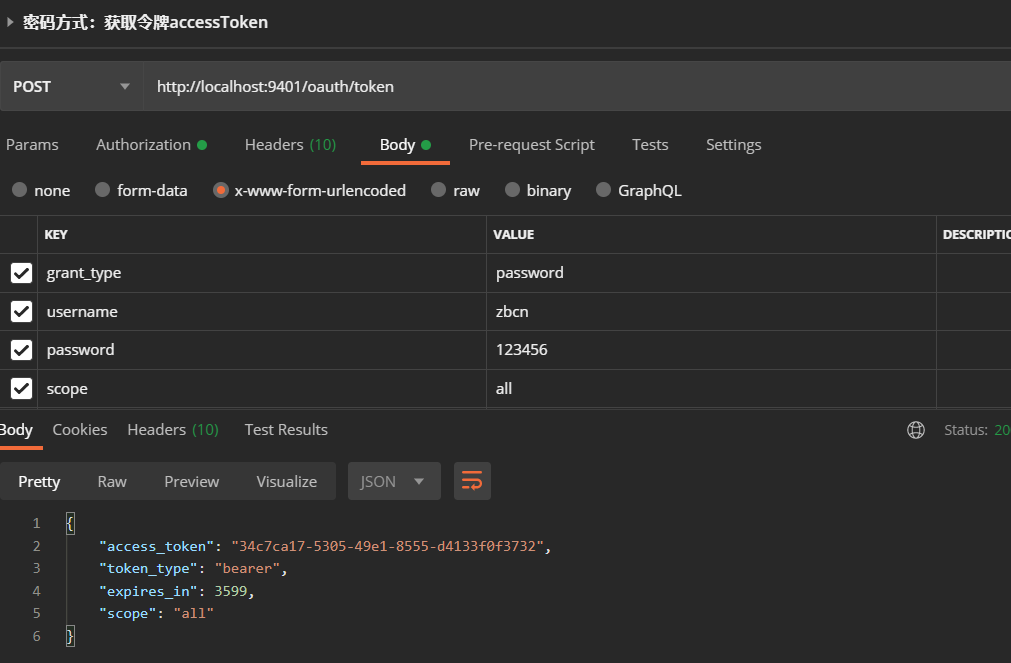 密码方式：获取令牌accessToken
POST http://localhost:9401/oauth/token
Params Authorization Headers (10) Body Pre-request Script Tests Settings
none form-data x-www-form-urlencoded raw binary GraphQL
KEY VALUE DESCRIPTIO
grant_type password
username zbcn
password 123456
scope all
Body Cookies Headers (10) Test Results Status: 20
Pretty Raw Preview Visualize JSON
1 {
2 "access_token": "34c7ca17-5305-49e1-8555-d4133f0f3732",
3 "token_type": "bearer",
4 "expires_in": 3599,
5 "scope": "all"
6 }